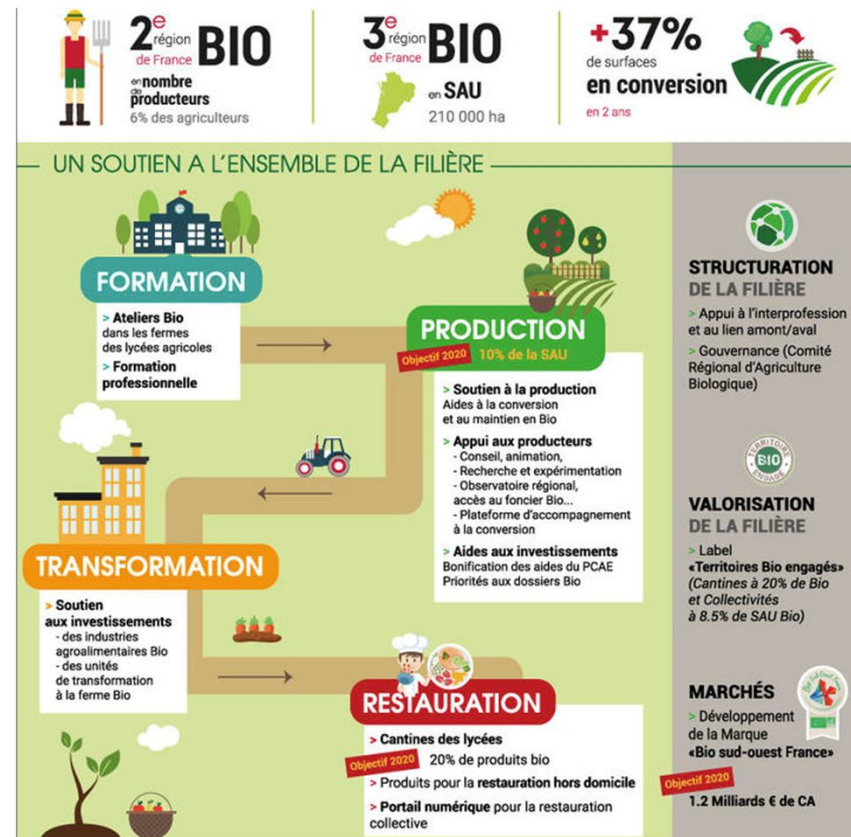 2e région de France BIO
en nombre de producteurs
6% des agriculteurs
3e région de France BIO
en SAU
210 000 ha
+37%
de surfaces
en conversion
en 2 ans
UN SOUTIEN A L'ENSEMBLE DE LA FILIÈRE
FORMATION
> Ateliers Bio
dans les fermes
des lycées agricoles
> Formation
professionnelle
PRODUCTION
Objectif 2020 10% de la SAU
> Soutien à la production
Aides à la conversion
et au maintien en Bio
> Appui aux producteurs
- Conseil, animation,
- Recherche et expérimentation
- Observatoire régional,
accès au foncier Bio...
- Plateforme d'accompagnement
à la conversion
> Aides aux investissements
Bonification des aides du PCAE
Priorités aux dossiers Bio
TRANSFORMATION
> Soutien
aux investissements
- des industries
agroalimentaires Bio
- des unités
de transformation
à la ferme Bio
RESTAURATION
> Cantines des lycées
Objectif 2020 20% de produits bio
> Produits pour la restauration hors domicile
> Portail numérique pour la restauration
collective
STRUCTURATION
DE LA FILIÈRE
> Appui à l'interprofession
et au lien amont/aval
> Gouvernance (Comité
Régional d'Agriculture
Biologique)
TERRITOIRE
BIO
ENGAGÉ
VALORISATION
DE LA FILIÈRE
> Label
«Territoires Bio engagés»
(Cantines à 20% de Bio
et Collectivités
à 8.5% de SAU Bio)
MARCHÉS
Bio Sud Ouest France
> Développement
de la Marque
«Bio sud-ouest France»
Objectif 2020
1.2 Milliards € de CA